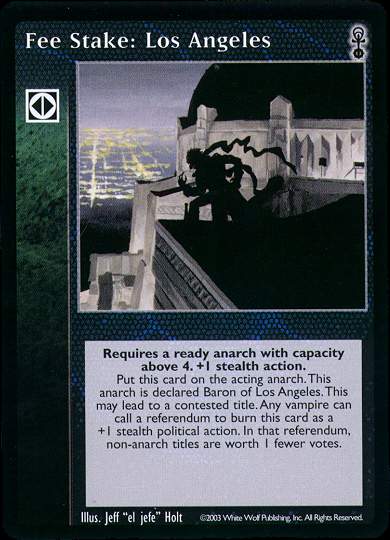 Fee Stake: Los Angeles
Requires a ready anarch with capacity
above 4. +1 stealth action.
Put this card on the acting anarch. This
anarch is declared Baron of Los Angeles. This
may lead to a contested title. Any vampire can
call a referendum to burn this card as a
+1 stealth political action. In that referendum,
non-anarch titles are worth 1 fewer votes.
Illus. Jeff "el jefe" Holt ©2003 White Wolf Publishing, Inc. All Rights Reserved.